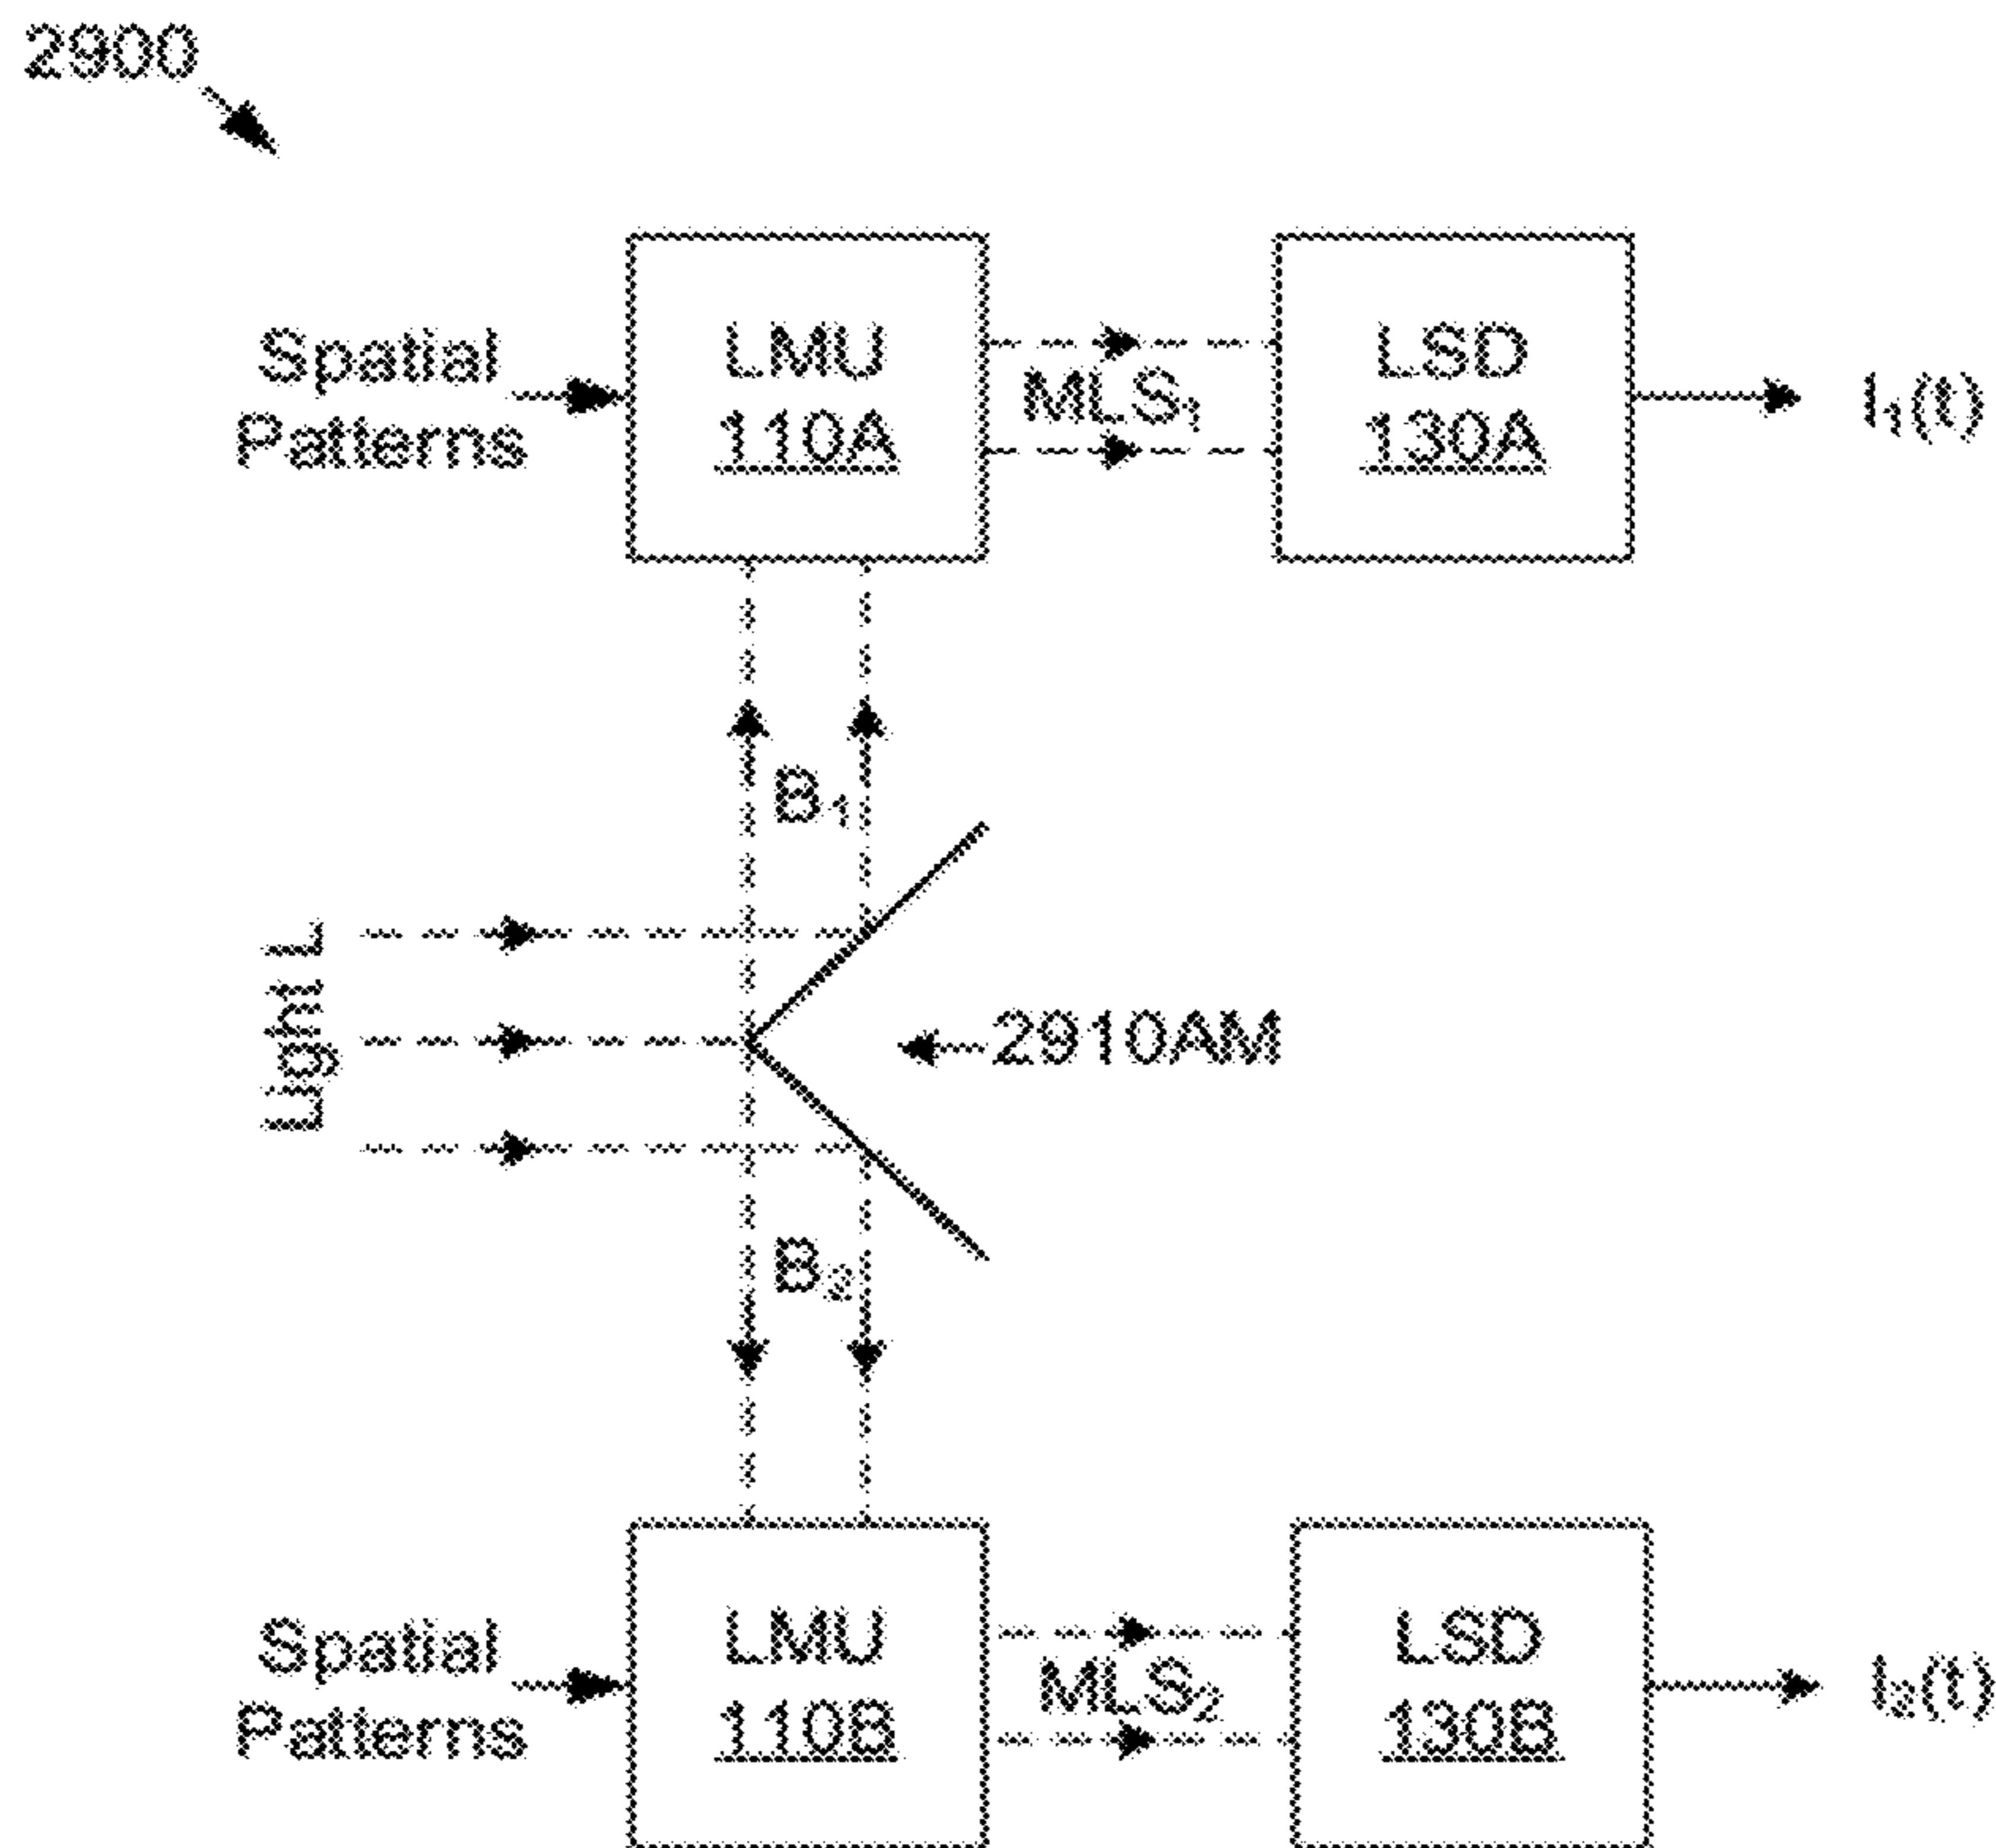 2900
Spatial
Patterns
LMU
110A
MLS₁
LSD
130A
I₁(t)
B₁
Light L
2910AM
B₂
Spatial
Patterns
LMU
110B
MLS₂
LSD
130B
I₂(t)